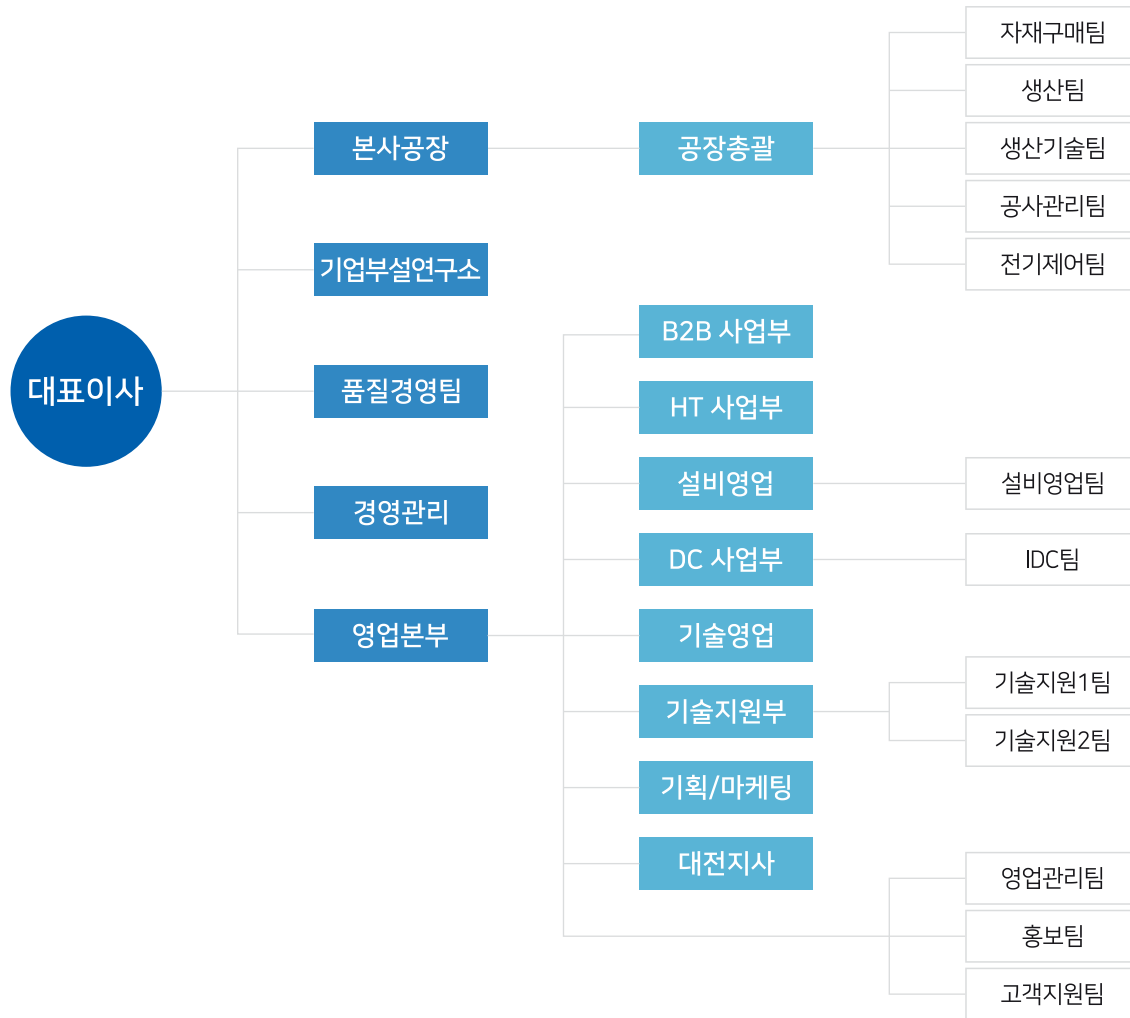 대표이사
본사공장
기업부설연구소
품질경영팀
경영관리
영업본부
공장총괄
B2B 사업부
HT 사업부
설비영업
DC 사업부
기술영업
기술지원부
기획/마케팅
대전지사
자재구매팀
생산팀
생산기술팀
공사관리팀
전기제어팀
설비영업팀
IDC팀
기술지원1팀
기술지원2팀
영업관리팀
홍보팀
고객지원팀